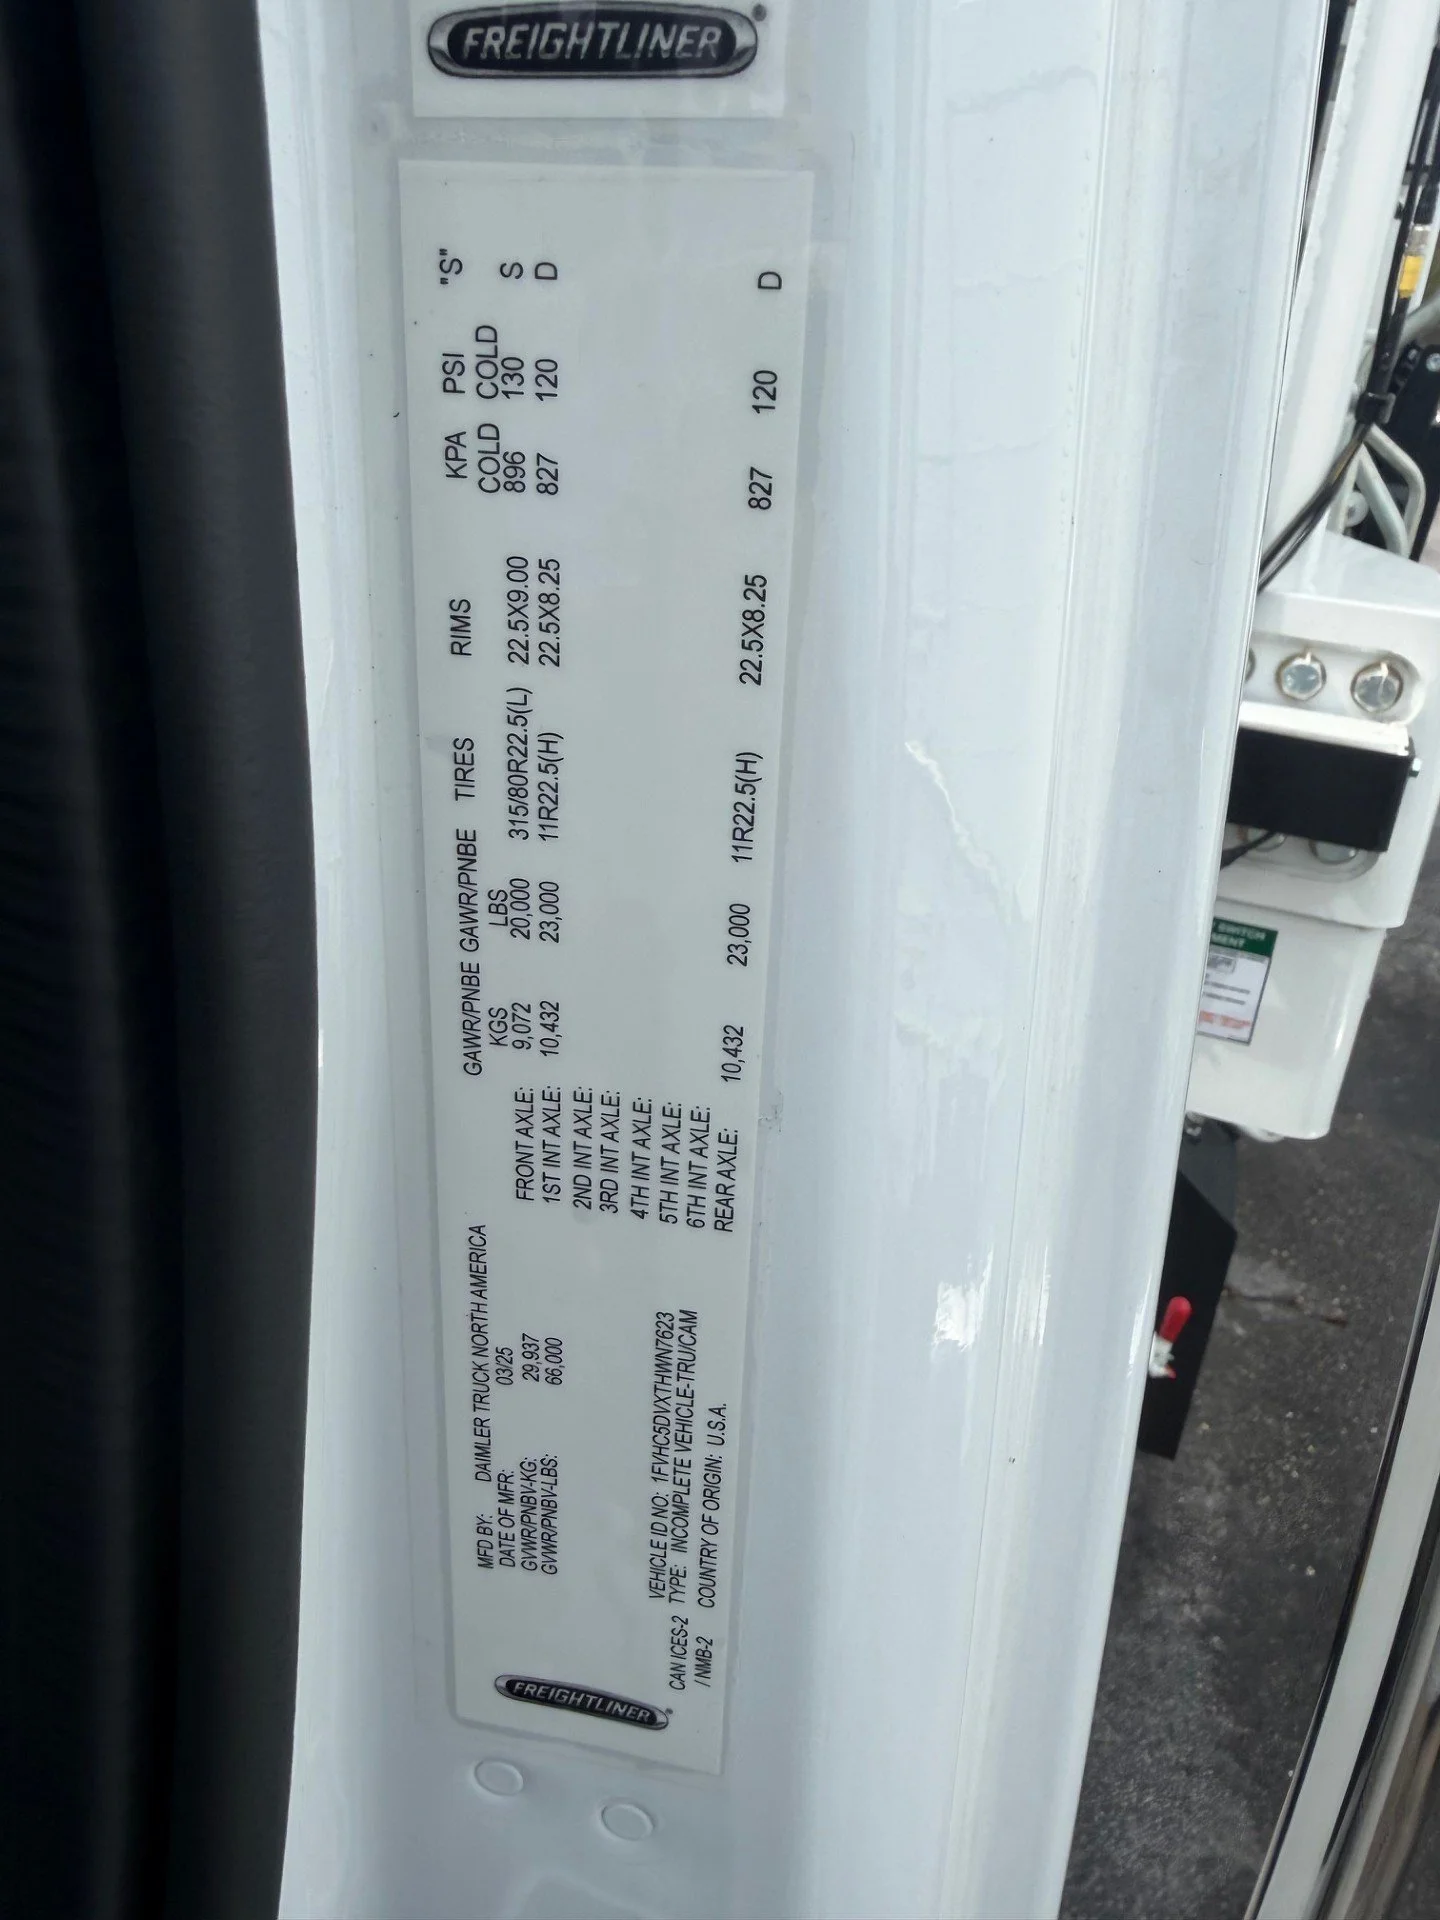 FREIGHTLINER®
MFD BY: DAIMLER TRUCK NORTH AMERICA
DATE OF MFR: 03/25
GVWR/PNBV-KG: 29,937
GVWR/PNBV-LBS: 66,000
GAWR/PNBE GAWR/PNBE TIRES RIMS KPA PSI "S"
KGS LBS COLD COLD
FRONT AXLE: 9,072 20,000 315/80R22.5(L) 22.5X9.00 896 130 S
1ST INT AXLE: 10,432 23,000 11R22.5(H) 22.5X8.25 827 120 D
2ND INT AXLE:
3RD INT AXLE:
4TH INT AXLE:
5TH INT AXLE:
6TH INT AXLE:
REAR AXLE: 10,432 23,000 11R22.5(H) 22.5X8.25 827 120 D
VEHICLE ID NO: 1FVHC5DVXTHWN7623
CAN ICES-2 TYPE: INCOMPLETE VEHICLE-TRU/CAM
/ NMB-2 COUNTRY OF ORIGIN: U.S.A.
FREIGHTLINER®
SWITCH